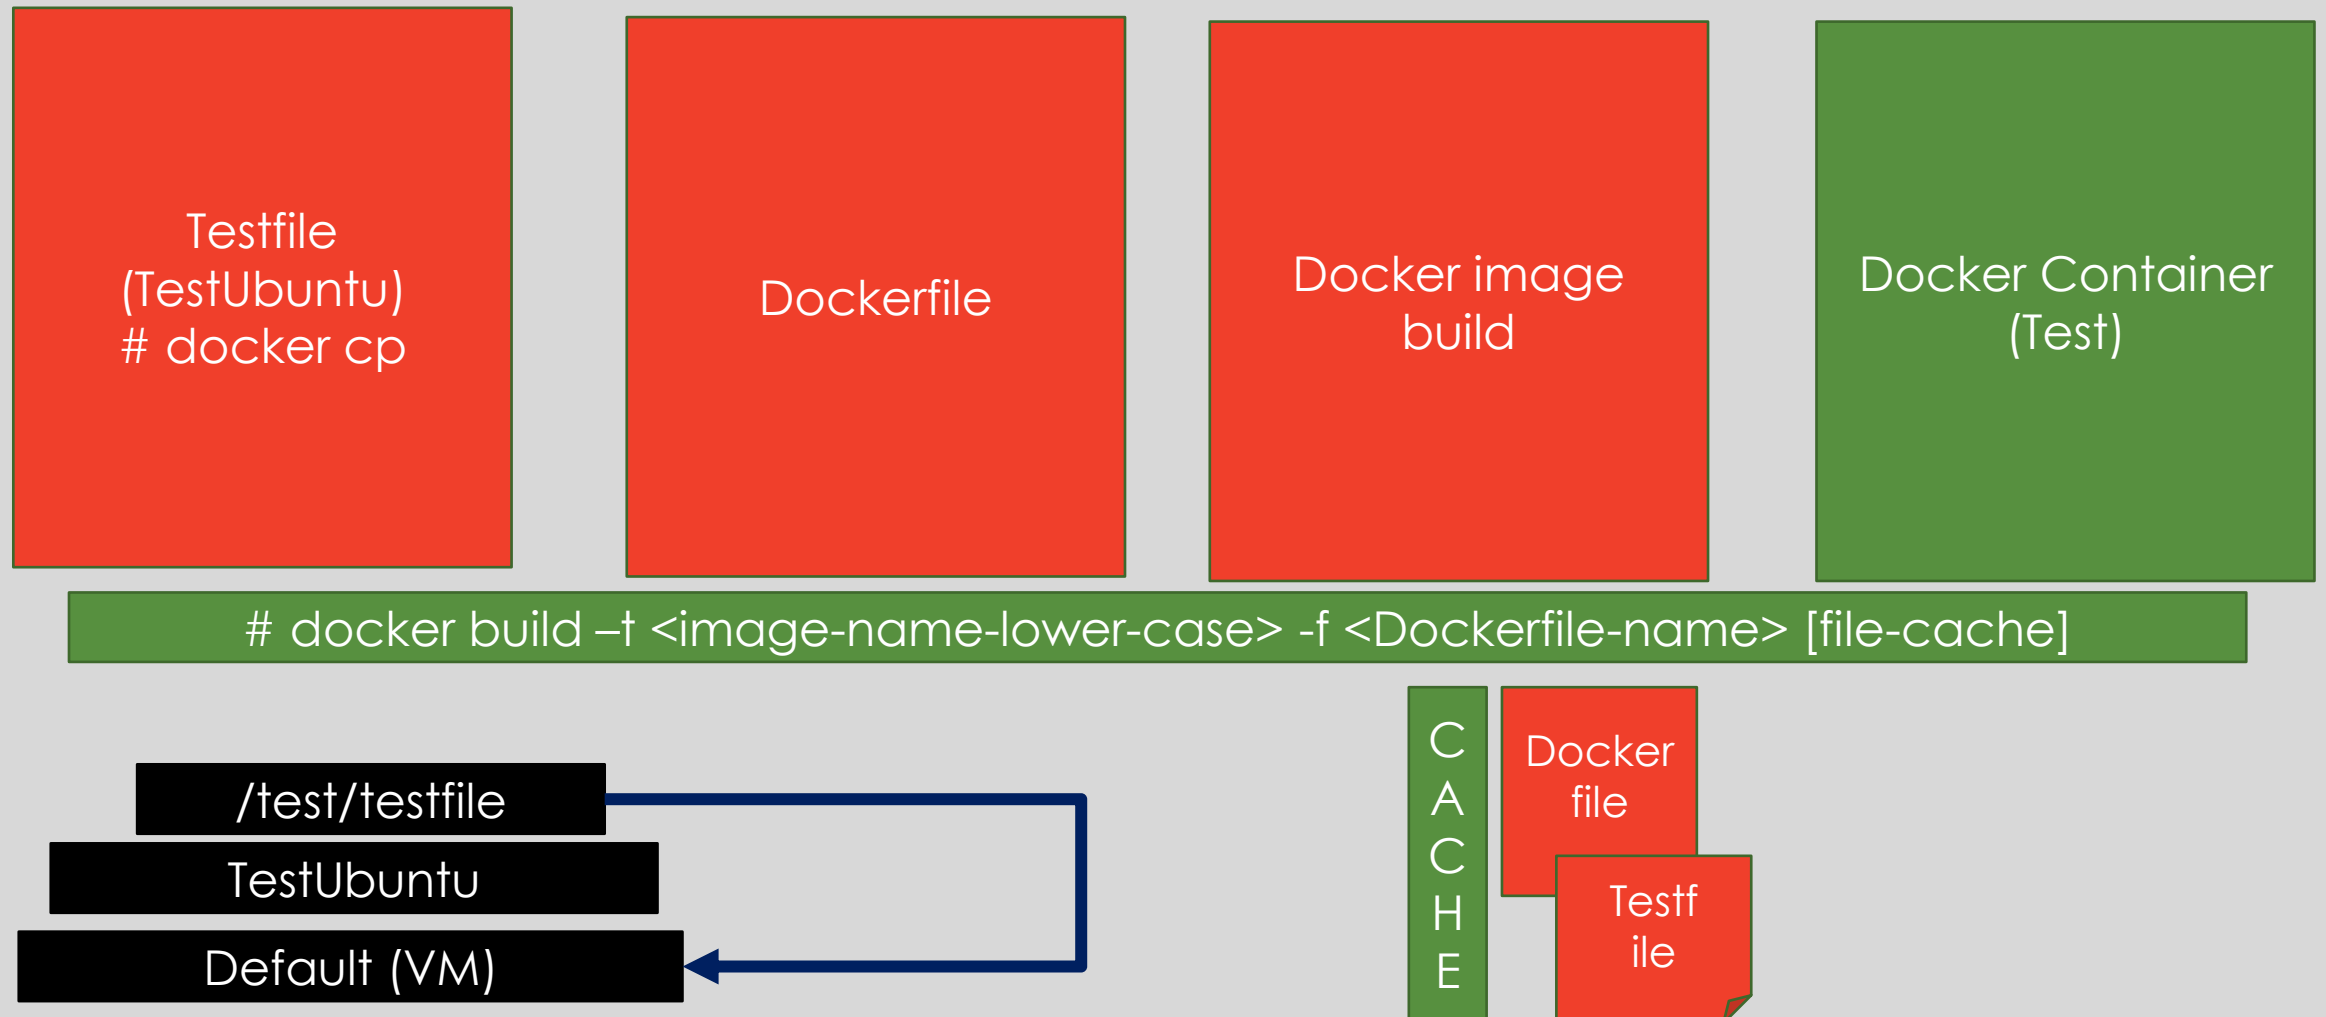 Testfile
(TestUbuntu)
# docker cp
Dockerfile
Docker image
build
Docker Container
(Test)
# docker build –t <image-name-lower-case> -f <Dockerfile-name> [file-cache]
/test/testfile
TestUbuntu
Default (VM)
C
A
C
H
E
Docker
file
Testf
ile